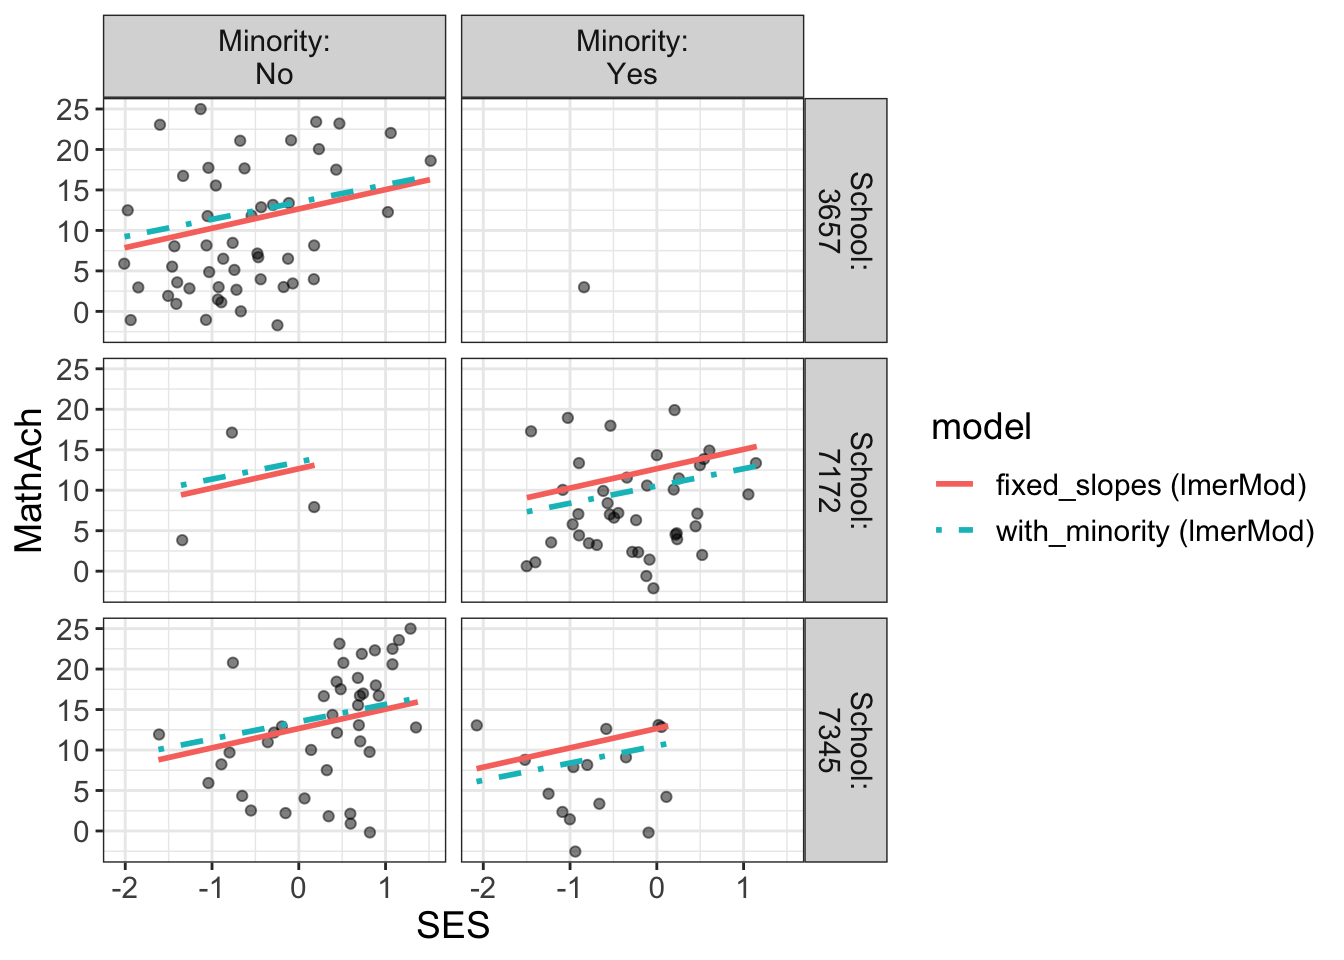 Minority:
No
Minority:
Yes
25
20
15
10
5
0
School:
3657
25
20
15
10
5
0
School:
7172
25
20
15
10
5
0
School:
7345
-2
-1
0
1
-2
-1
0
1
SES
MathAch
model
fixed_slopes (lmerMod)
with_minority (lmerMod)